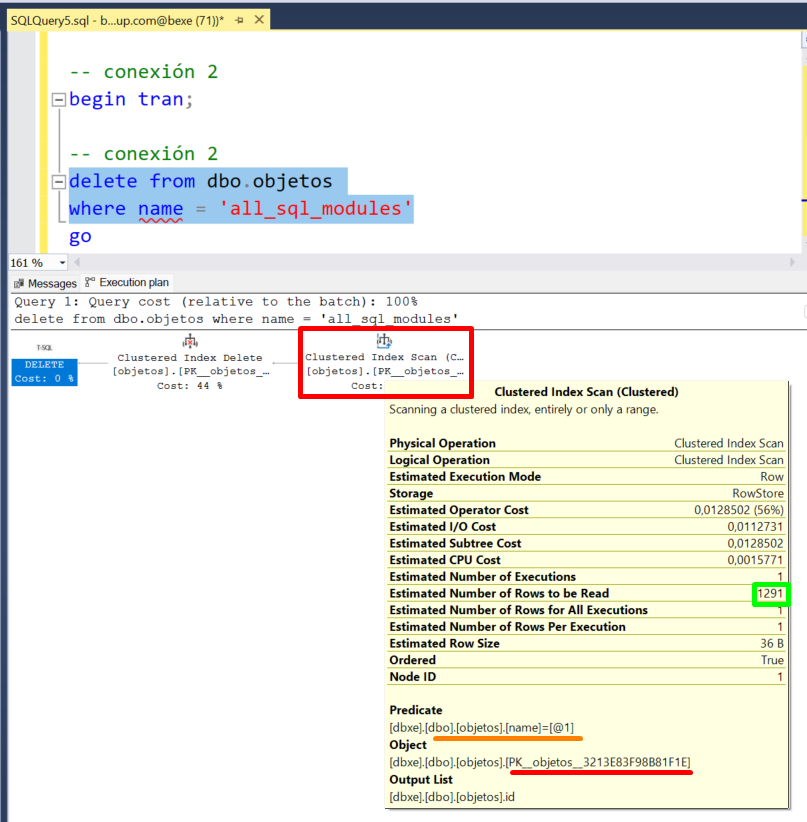 SQLQuery5.sql - b...up.com@bexe (71))*
-- conexión 2
begin tran;
-- conexión 2
delete from dbo.objetos
where name = 'all_sql_modules'
go
161 %
Messages Execution plan
Query 1: Query cost (relative to the batch): 100%
delete from dbo.objetos where name = 'all_sql_modules'
T-SQL
DELETE
Cost: 0 %
Clustered Index Delete
[objetos].[PK__objetos_…
Cost: 44 %
Clustered Index Scan (C…
[objetos].[PK__objetos_…
Cost:
Clustered Index Scan (Clustered)
Scanning a clustered index, entirely or only a range.
Physical Operation Clustered Index Scan
Logical Operation Clustered Index Scan
Estimated Execution Mode Row
Storage RowStore
Estimated Operator Cost 0,0128502 (56%)
Estimated I/O Cost 0,0112731
Estimated Subtree Cost 0,0128502
Estimated CPU Cost 0,0015771
Estimated Number of Executions 1
Estimated Number of Rows to be Read 1291
Estimated Number of Rows for All Executions 1
Estimated Number of Rows Per Execution 1
Estimated Row Size 36 B
Ordered True
Node ID 1
Predicate
[dbxe].[dbo].[objetos].[name]=[@1]
Object
[dbxe].[dbo].[objetos].[PK__objetos__3213E83F98B81F1E]
Output List
[dbxe].[dbo].[objetos].id